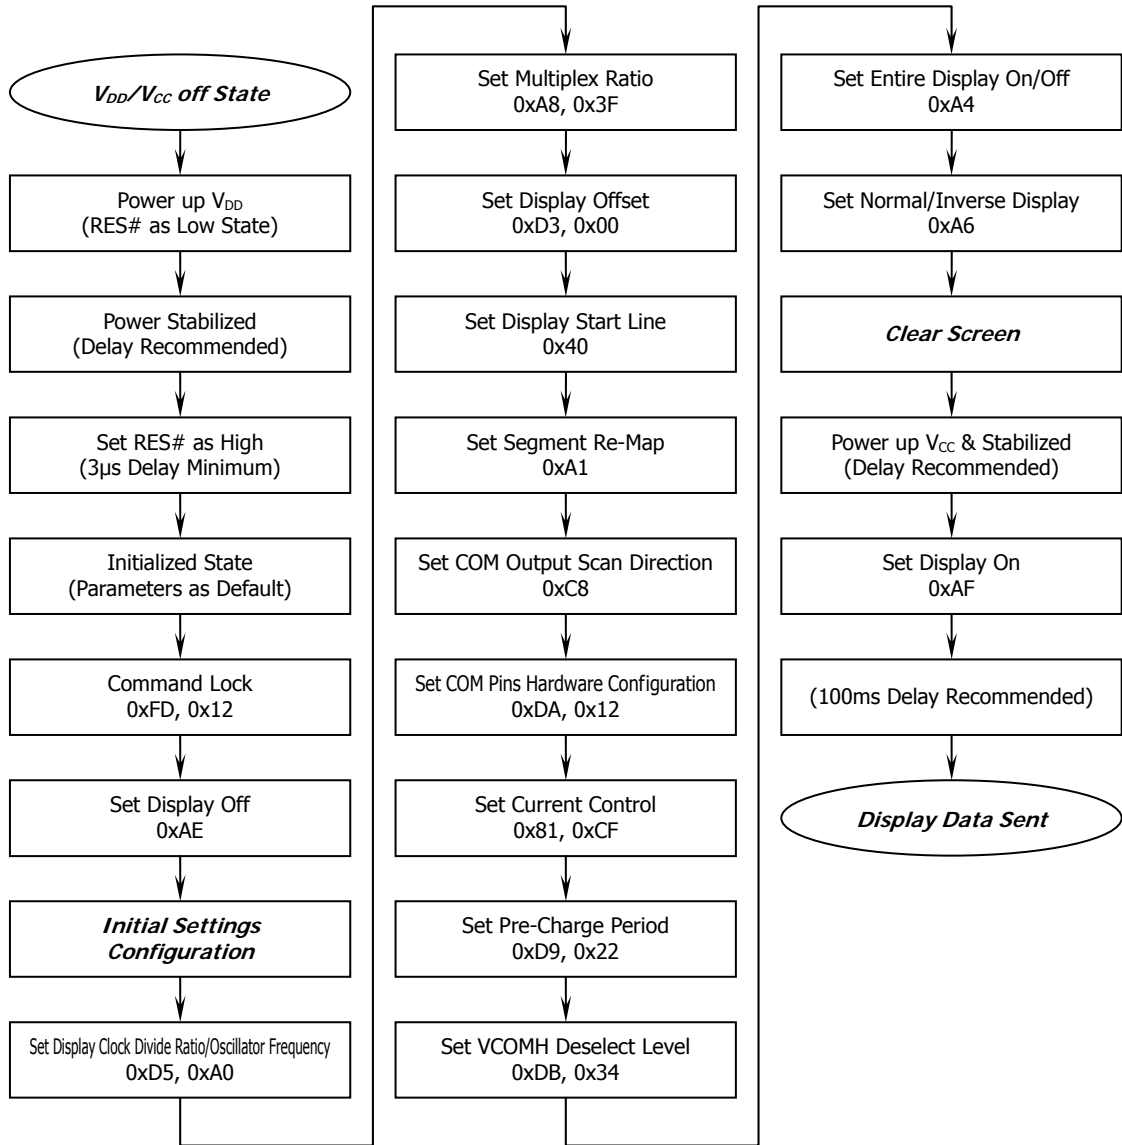 V_DD/V_CC off State
Power up V_DD
(RES# as Low State)
Power Stabilized
(Delay Recommended)
Set RES# as High
(3μs Delay Minimum)
Initialized State
(Parameters as Default)
Command Lock
0xFD, 0x12
Set Display Off
0xAE
Initial Settings
Configuration
Set Display Clock Divide Ratio/Oscillator Frequency
0xD5, 0xA0
Set Multiplex Ratio
0xA8, 0x3F
Set Display Offset
0xD3, 0x00
Set Display Start Line
0x40
Set Segment Re-Map
0xA1
Set COM Output Scan Direction
0xC8
Set COM Pins Hardware Configuration
0xDA, 0x12
Set Current Control
0x81, 0xCF
Set Pre-Charge Period
0xD9, 0x22
Set VCOMH Deselect Level
0xDB, 0x34
Set Entire Display On/Off
0xA4
Set Normal/Inverse Display
0xA6
Clear Screen
Power up V_CC & Stabilized
(Delay Recommended)
Set Display On
0xAF
(100ms Delay Recommended)
Display Data Sent